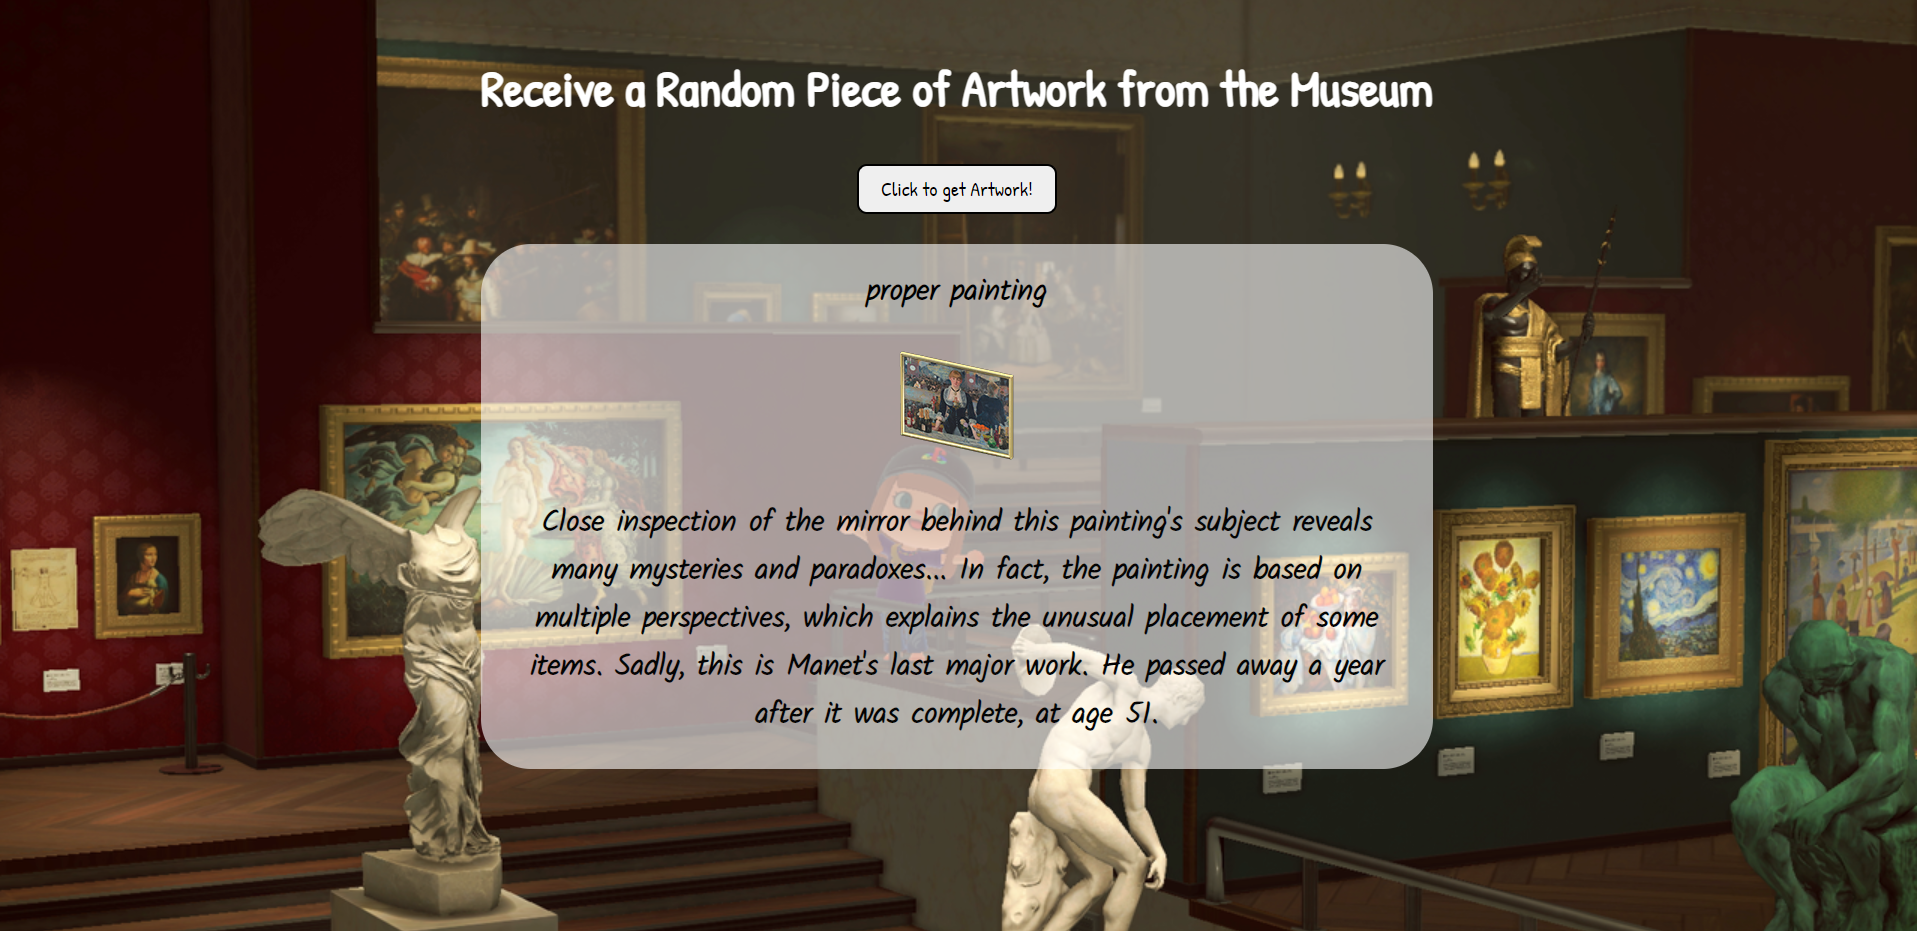 Receive a Random Piece of Artwork from the Museum
Click to get Artwork!
proper painting
Close inspection of the mirror behind this painting's subject reveals
many mysteries and paradoxes... In fact, the painting is based on
multiple perspectives, which explains the unusual placement of some
items. Sadly, this is Manet's last major work. He passed away a year
after it was complete, at age 51.